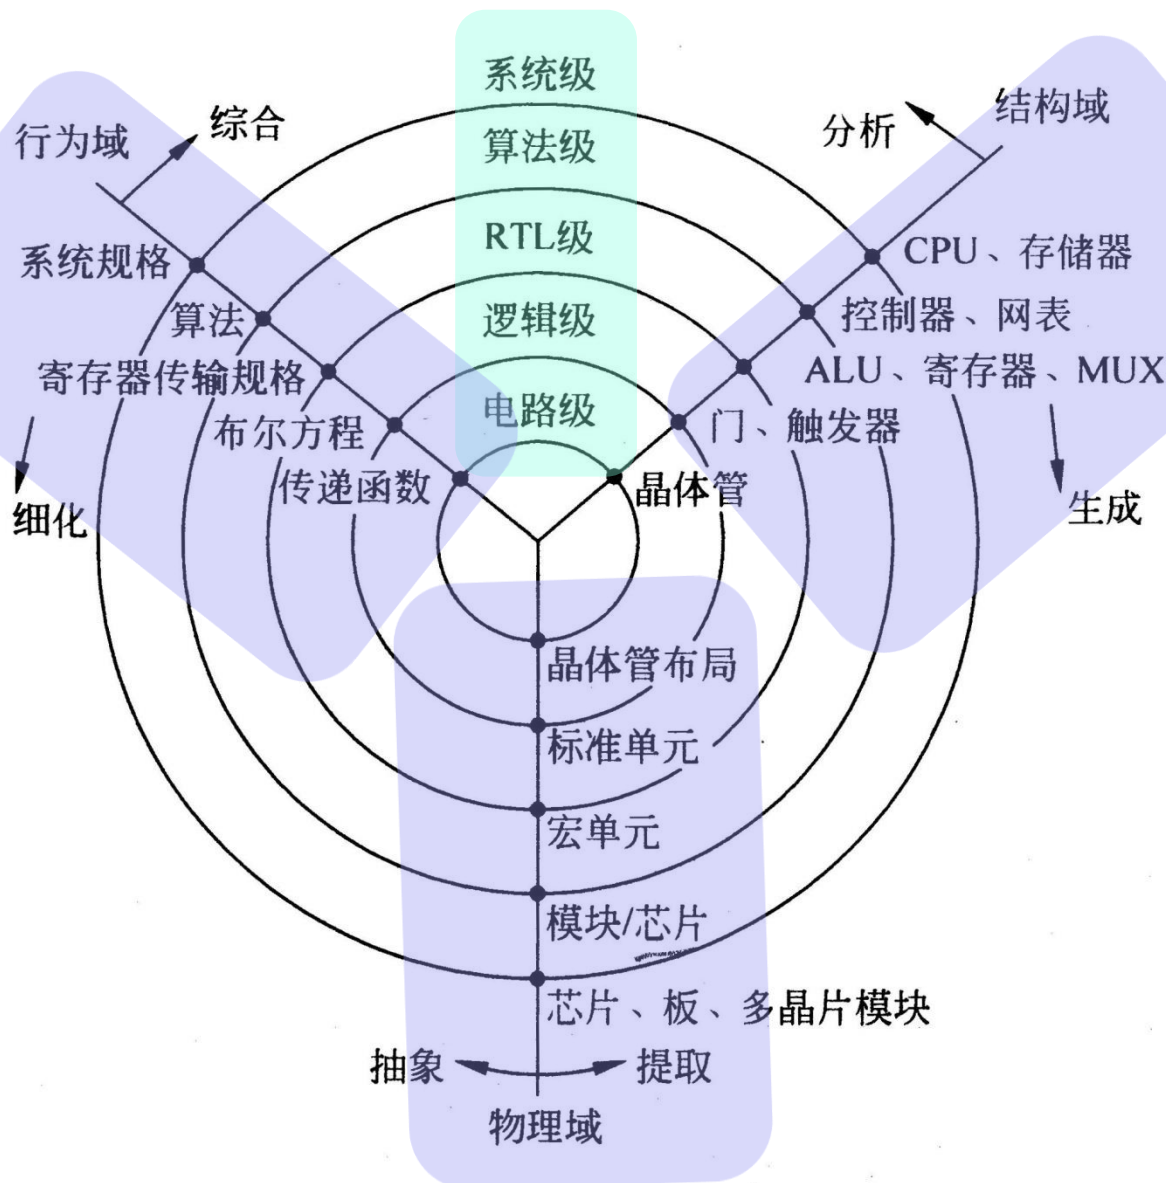 系统级
综合
行为域
分析
结构域
算法级
RTL级
系统规格
CPU、存储器
算法
逻辑级
控制器、网表
寄存器传输规格
ALU、寄存器、MUX
布尔方程
电路级
门、触发器
传递函数
晶体管
细化
生成
晶体管布局
标准单元
宏单元
模块/芯片
芯片、板、多晶片模块
抽象
提取
物理域